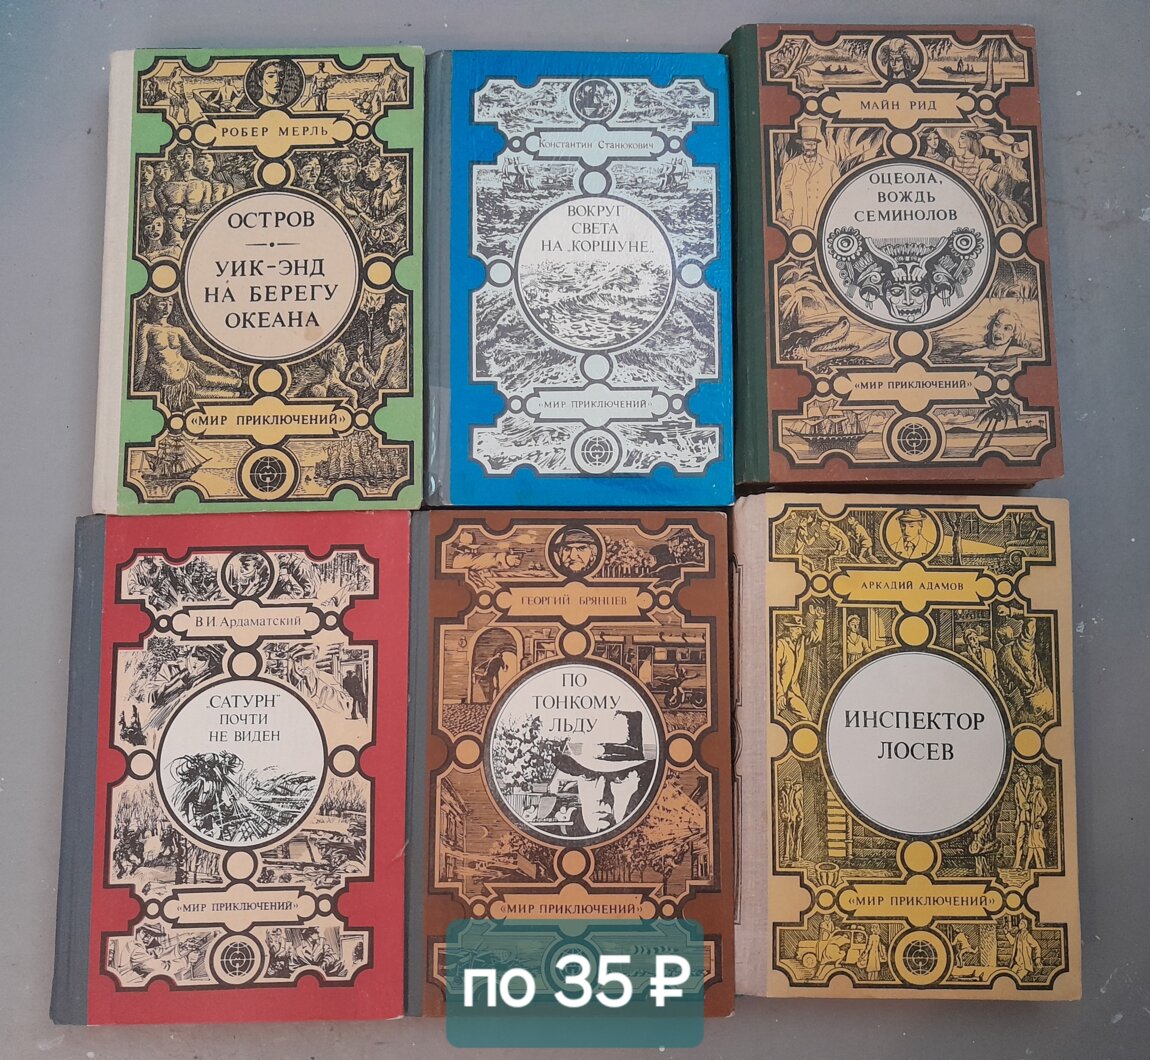 РОБЕР МЕРЛЬ
ОСТРОВ
УИК-ЭНД
НА БЕРЕГУ
ОКЕАНА
«МИР ПРИКЛЮЧЕНИЙ»
Константин Станюкович
ВОКРУГ
СВЕТА
НА „КОРШУНЕ"
«МИР ПРИКЛЮЧЕНИЙ»
МАЙН РИД
ОЦЕОЛА,
ВОЖДЬ
СЕМИНОЛОВ
«МИР ПРИКЛЮЧЕНИЙ»
В.И.Ардаматский
„САТУРН"
ПОЧТИ
НЕ ВИДЕН
«МИР ПРИКЛЮЧЕНИЙ»
ГЕОРГИЙ БРЯНЦЕВ
ПО
ТОНКОМУ
ЛЬДУ
«МИР ПРИКЛЮЧЕНИЙ»
АРКАДИЙ АДАМОВ
ИНСПЕКТОР
ЛОСЕВ
«МИР ПРИКЛЮЧЕНИЙ»
по 35 ₽